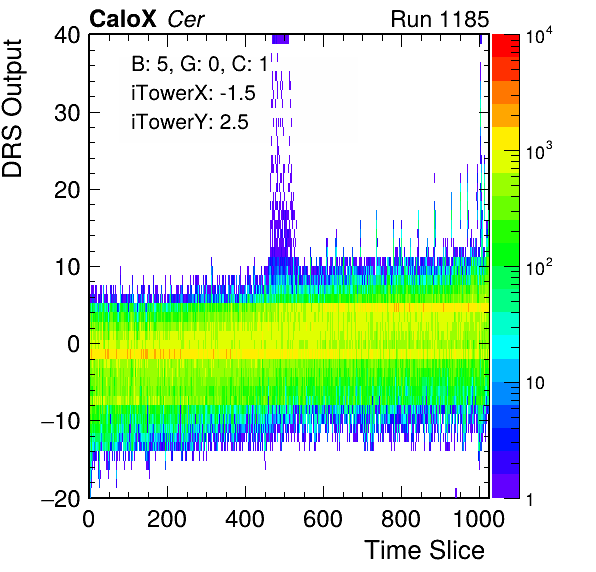 CaloX Cer Run 1185
DRS Output
B: 5, G: 0, C: 1
iTowerX: -1.5
iTowerY: 2.5
40
30
20
10
0
−10
−20
0 200 400 600 800 1000
Time Slice
10^4
10^3
10^2
10
1